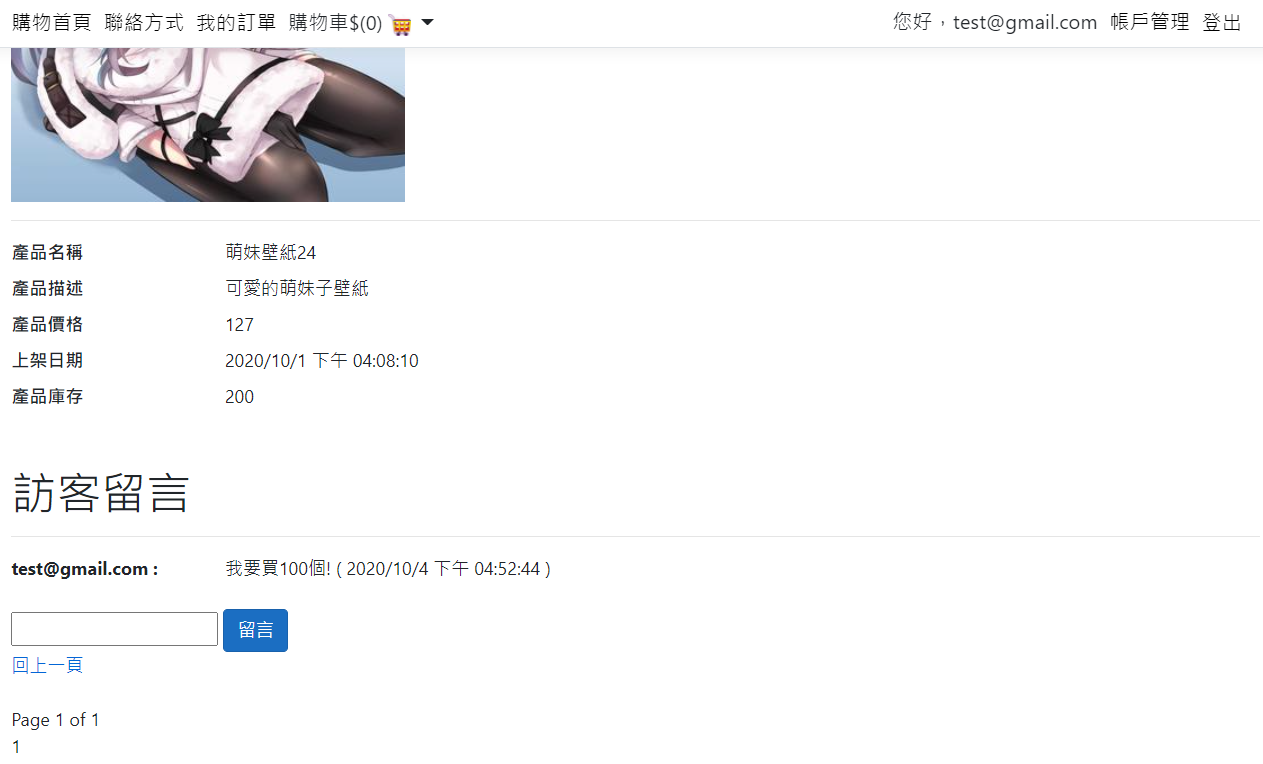 購物首頁 聯絡方式 我的訂單 購物車$(0) 您好，test@gmail.com 帳戶管理 登出
產品名稱 萌妹壁紙24
產品描述 可愛的萌妹子壁紙
產品價格 127
上架日期 2020/10/1 下午 04:08:10
產品庫存 200
訪客留言
test@gmail.com : 我要買100個! ( 2020/10/4 下午 04:52:44 )
留言
回上一頁
Page 1 of 1
1